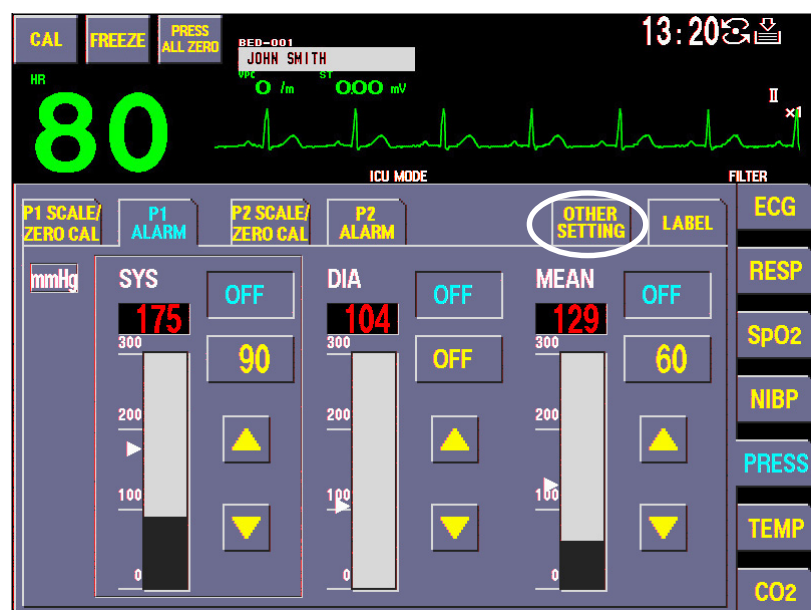 CAL
FREEZE
PRESS
ALL ZERO
BED-001
JOHN SMITH
13:20
HR
80
VPC
0 /m
ST
0.00 mV
II
×1
ICU MODE
FILTER
P1 SCALE/
ZERO CAL
P1
ALARM
P2 SCALE/
ZERO CAL
P2
ALARM
OTHER
SETTING
LABEL
ECG
RESP
SpO2
NIBP
PRESS
TEMP
CO2
mmHg
SYS
175
OFF
90
300
200
100
0
DIA
104
OFF
OFF
300
200
100
0
MEAN
129
OFF
60
300
200
100
0